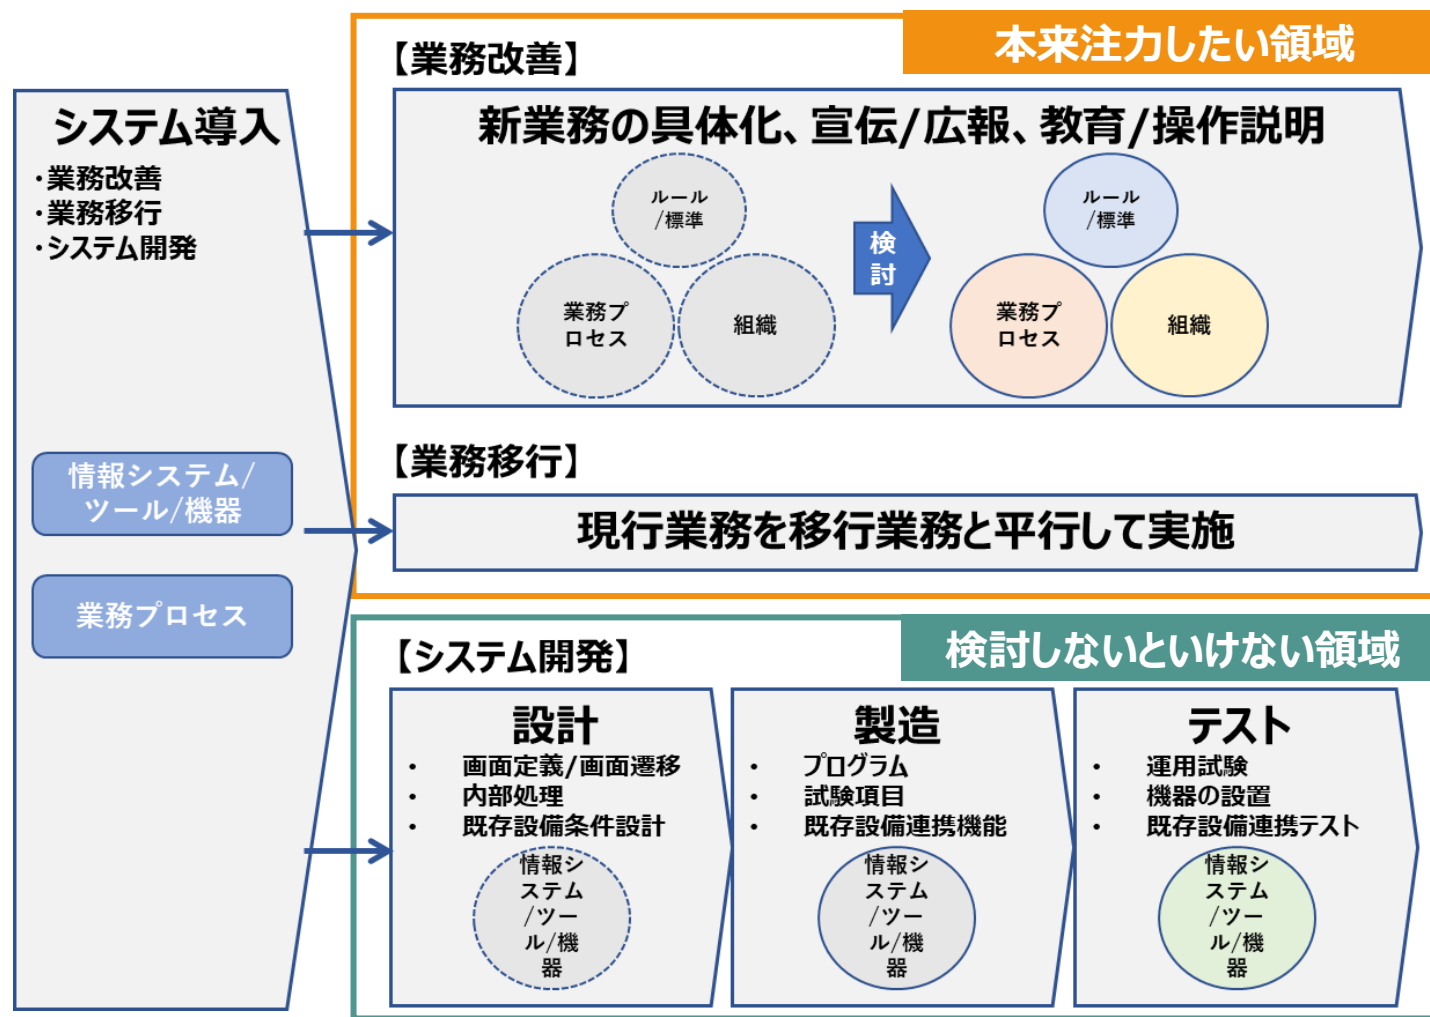 本来注力したい領域
【業務改善】
システム導入
・業務改善
・業務移行
・システム開発
新業務の具体化、宣伝/広報、教育/操作説明
ルール
/標準
業務プ
ロセス
組織
検
討
ルール
/標準
業務プ
ロセス
組織
【業務移行】
情報システム/
ツール/機器
現行業務を移行業務と平行して実施
業務プロセス
検討しないといけない領域
【システム開発】
設計
・ 画面定義/画面遷移
・ 内部処理
・ 既存設備条件設計
情報シ
ステム
/ツー
ル/機
器
製造
・ プログラム
・ 試験項目
・ 既存設備連携機能
情報シ
ステム
/ツー
ル/機
器
テスト
・ 運用試験
・ 機器の設置
・ 既存設備連携テスト
情報シ
ステム
/ツー
ル/機
器